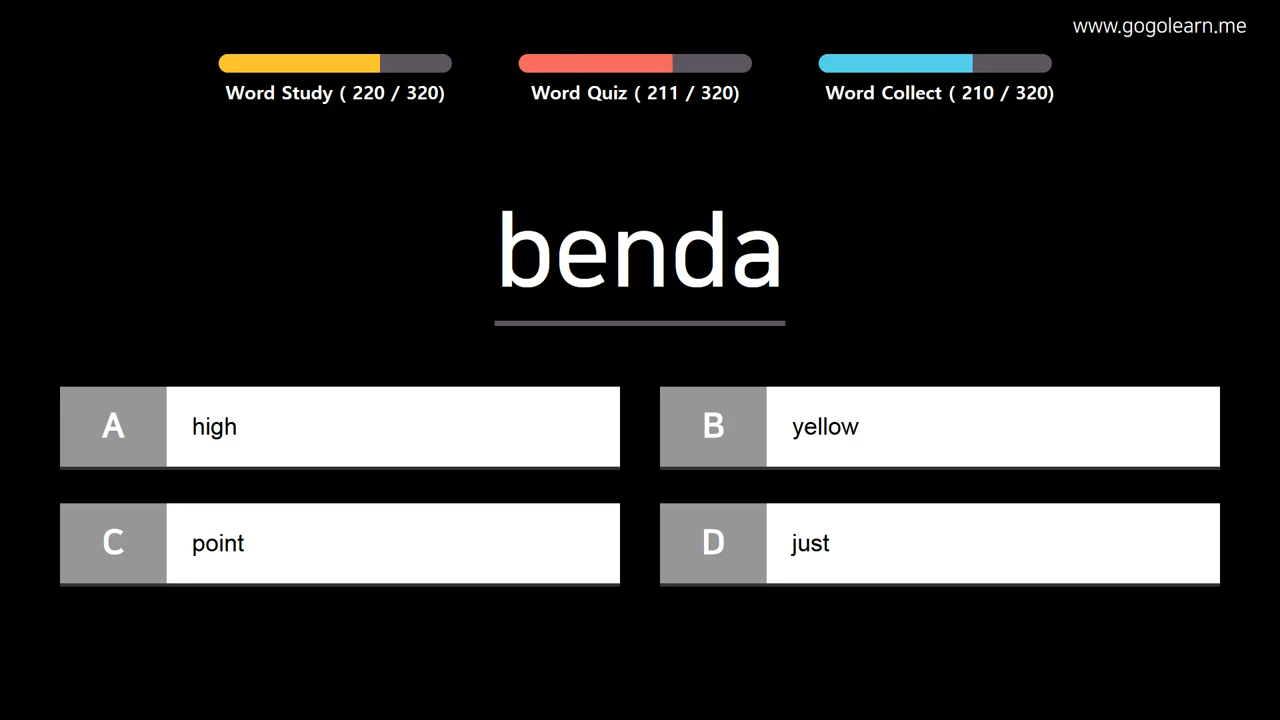 www.gogolearn.me
Word Study ( 220 / 320)
Word Quiz ( 211 / 320)
Word Collect ( 210 / 320)
benda
A high
B yellow
C point
D just